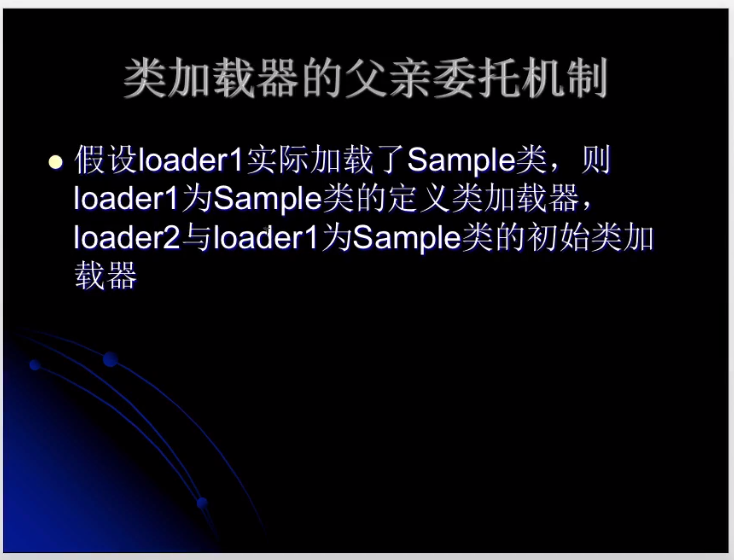 类加载器的父亲委托机制
假设loader1实际加载了Sample类，则
loader1为Sample类的定义类加载器，
loader2与loader1为Sample类的初始类加
载器